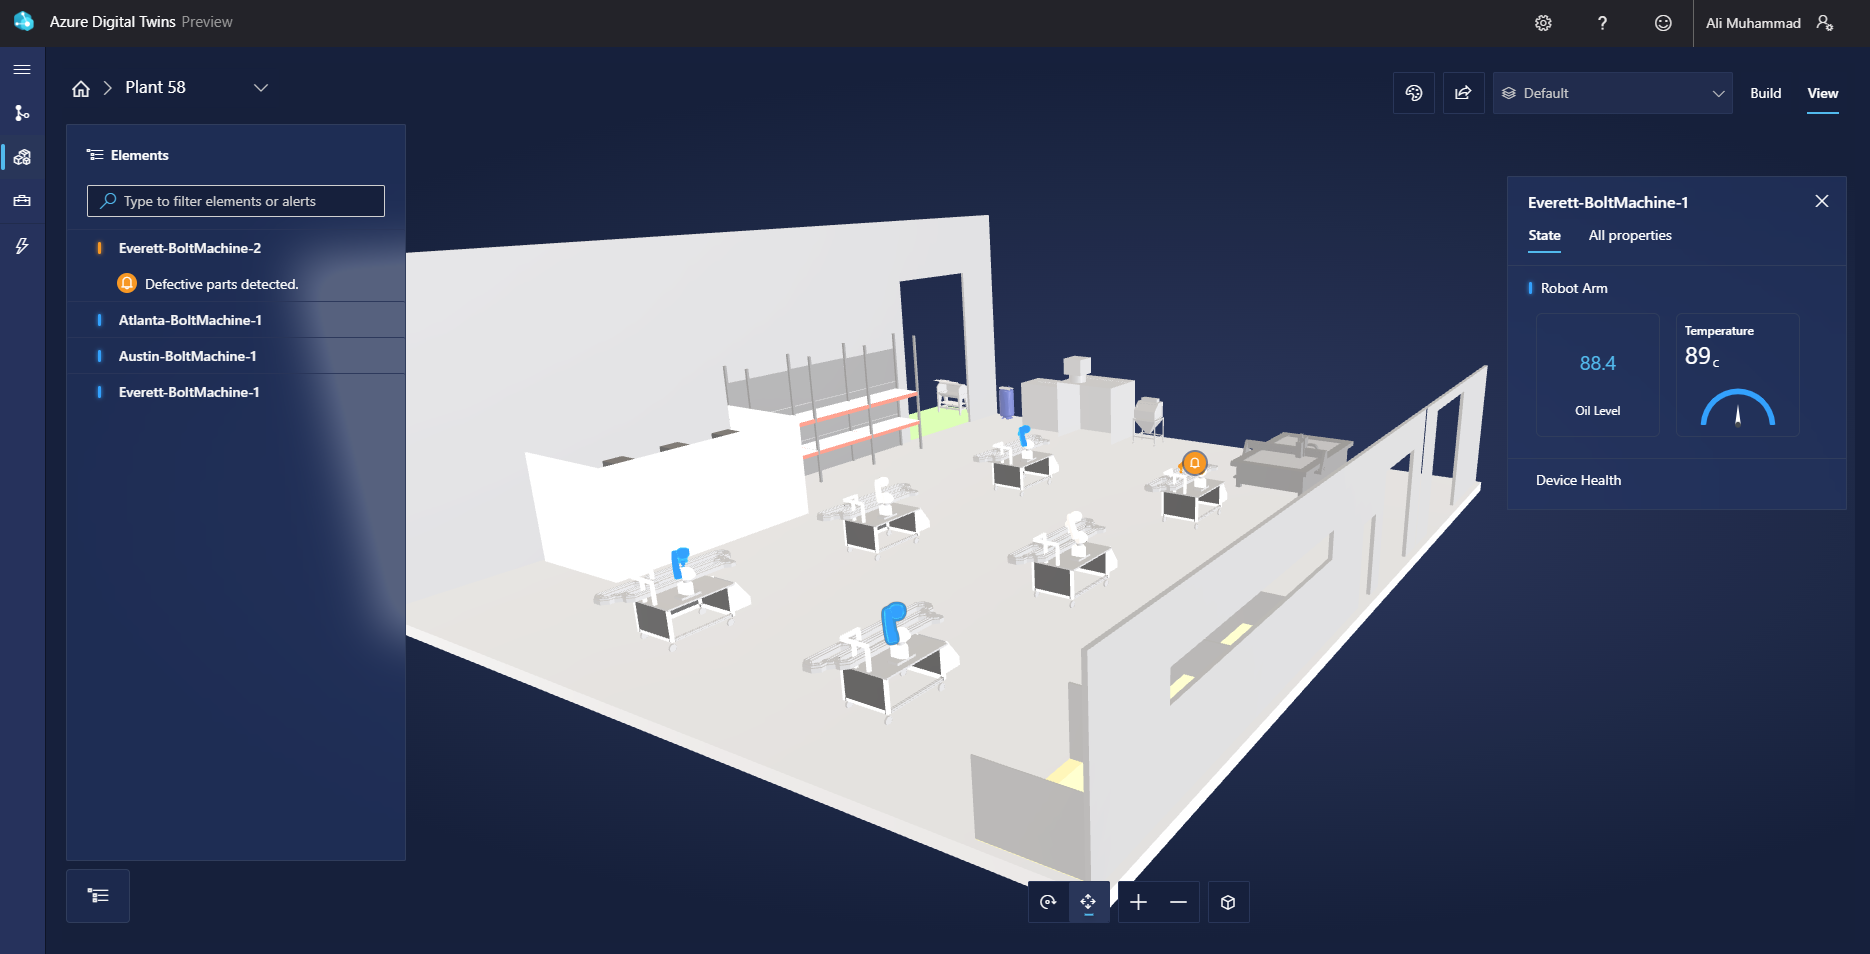 Azure Digital Twins Preview
Ali Muhammad
Plant 58
Default
Build
View
Elements
Type to filter elements or alerts
Everett-BoltMachine-2
Defective parts detected.
Atlanta-BoltMachine-1
Austin-BoltMachine-1
Everett-BoltMachine-1
Everett-BoltMachine-1
State
All properties
Robot Arm
88.4
Oil Level
Temperature
89 c
Device Health